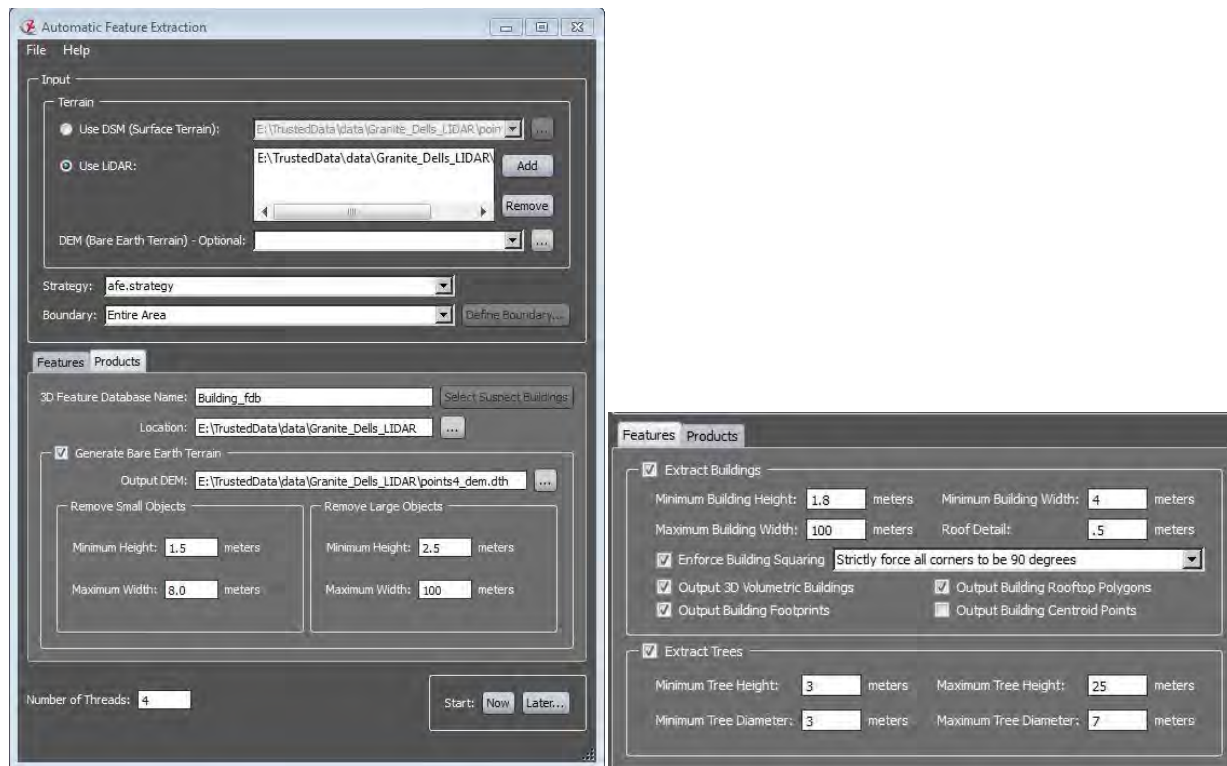 Automatic Feature Extraction
File Help
Input
Terrain
Use DSM (Surface Terrain): E:\TrustedData\data\Granite_Dells_LIDAR\poin ...
Use LiDAR: E:\TrustedData\data\Granite_Dells_LIDAR\ Add
Remove
DEM (Bare Earth Terrain) - Optional: ...
Strategy: afe.strategy
Boundary: Entire Area Define Boundary...
Features Products
3D Feature Database Name: Building_fdb Select Suspect Buildings
Location: E:\TrustedData\data\Granite_Dells_LIDAR ...
Generate Bare Earth Terrain
Output DEM: E:\TrustedData\data\Granite_Dells_LIDAR\points4_dem.dth ...
Remove Small Objects Remove Large Objects
Minimum Height: 1.5 meters Minimum Height: 2.5 meters
Maximum Width: 8.0 meters Maximum Width: 100 meters
Number of Threads: 4 Start: Now Later...
Features Products
Extract Buildings
Minimum Building Height: 1.8 meters Minimum Building Width: 4 meters
Maximum Building Width: 100 meters Roof Detail: .5 meters
Enforce Building Squaring Strictly force all corners to be 90 degrees
Output 3D Volumetric Buildings Output Building Rooftop Polygons
Output Building Footprints Output Building Centroid Points
Extract Trees
Minimum Tree Height: 3 meters Maximum Tree Height: 25 meters
Minimum Tree Diameter: 3 meters Maximum Tree Diameter: 7 meters